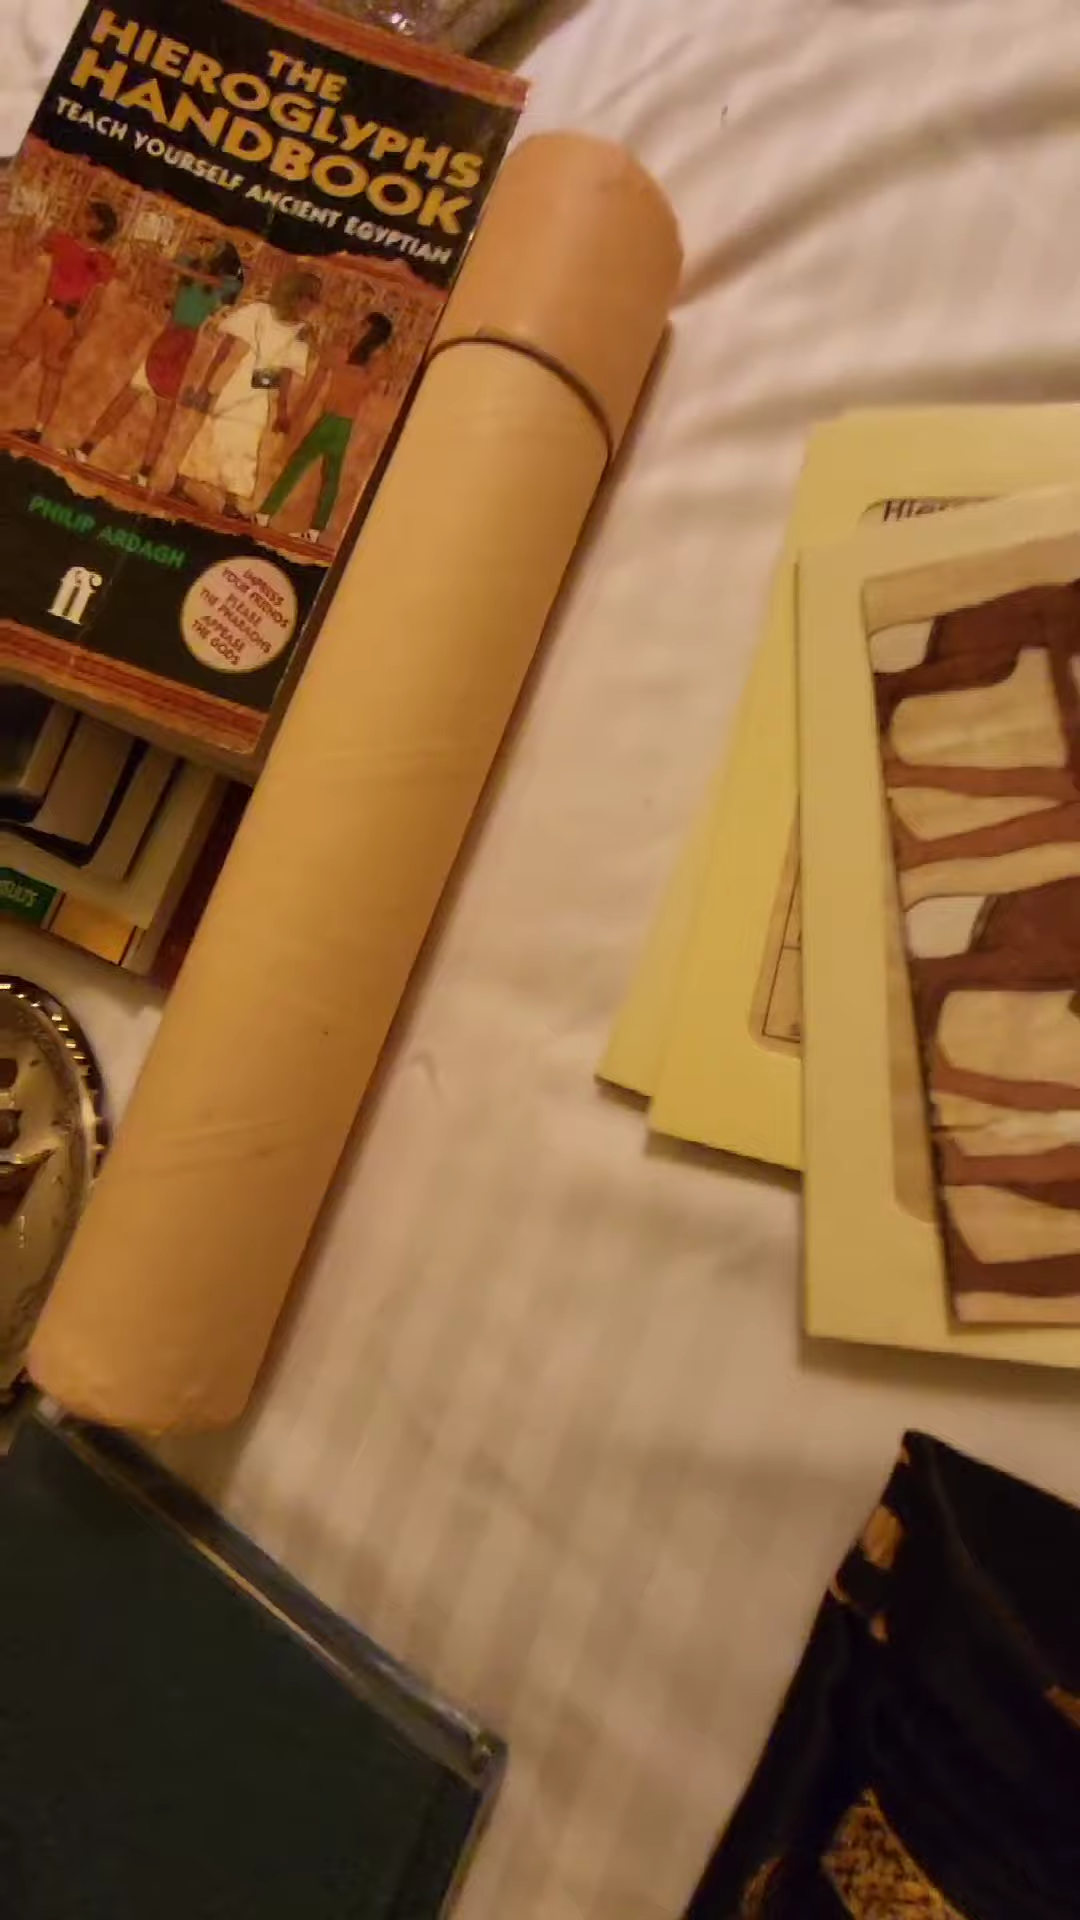 THE
HIEROGLYPHS
HANDBOOK
TEACH YOURSELF ANCIENT EGYPTIAN
PHILIP ARDAGH
ff
IMPRESS
YOUR FRIENDS
PLEASE
THE PHARAOHS
APPEASE
THE GODS